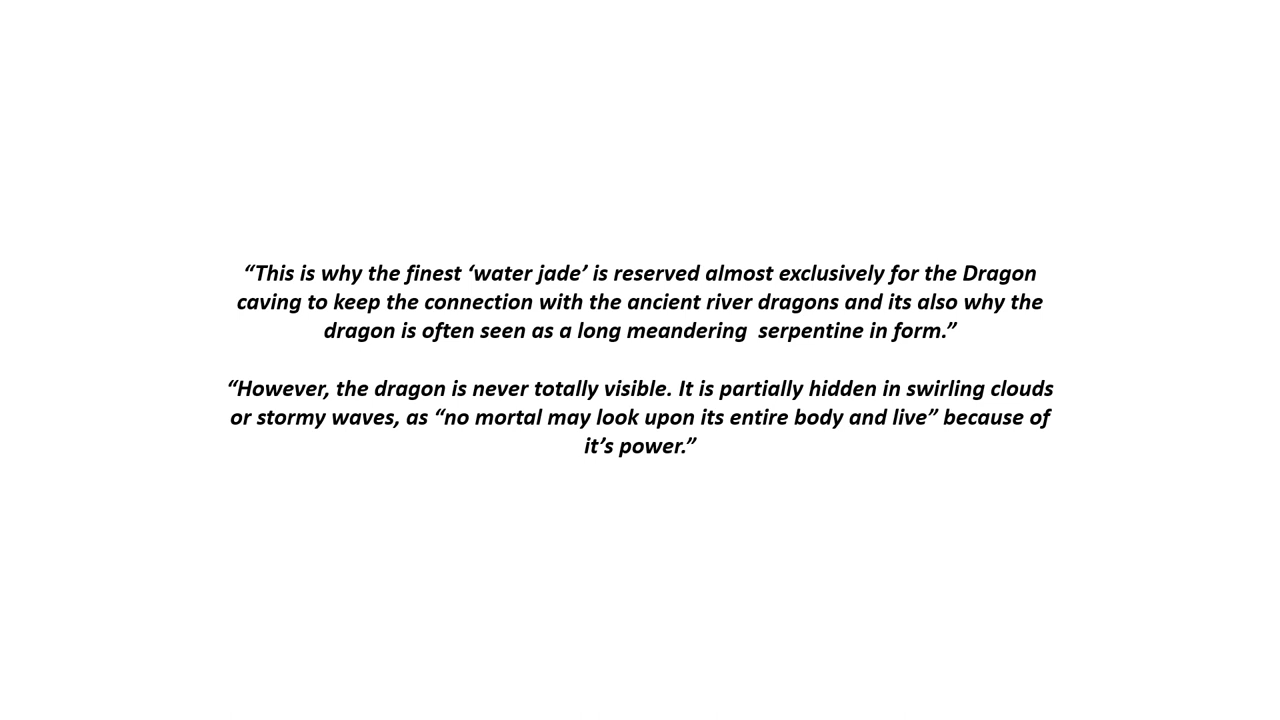 “This is why the finest ‘water jade’ is reserved almost exclusively for the Dragon
caving to keep the connection with the ancient river dragons and its also why the
dragon is often seen as a long meandering  serpentine in form.”
“However, the dragon is never totally visible. It is partially hidden in swirling clouds
or stormy waves, as “no mortal may look upon its entire body and live” because of
it’s power.”